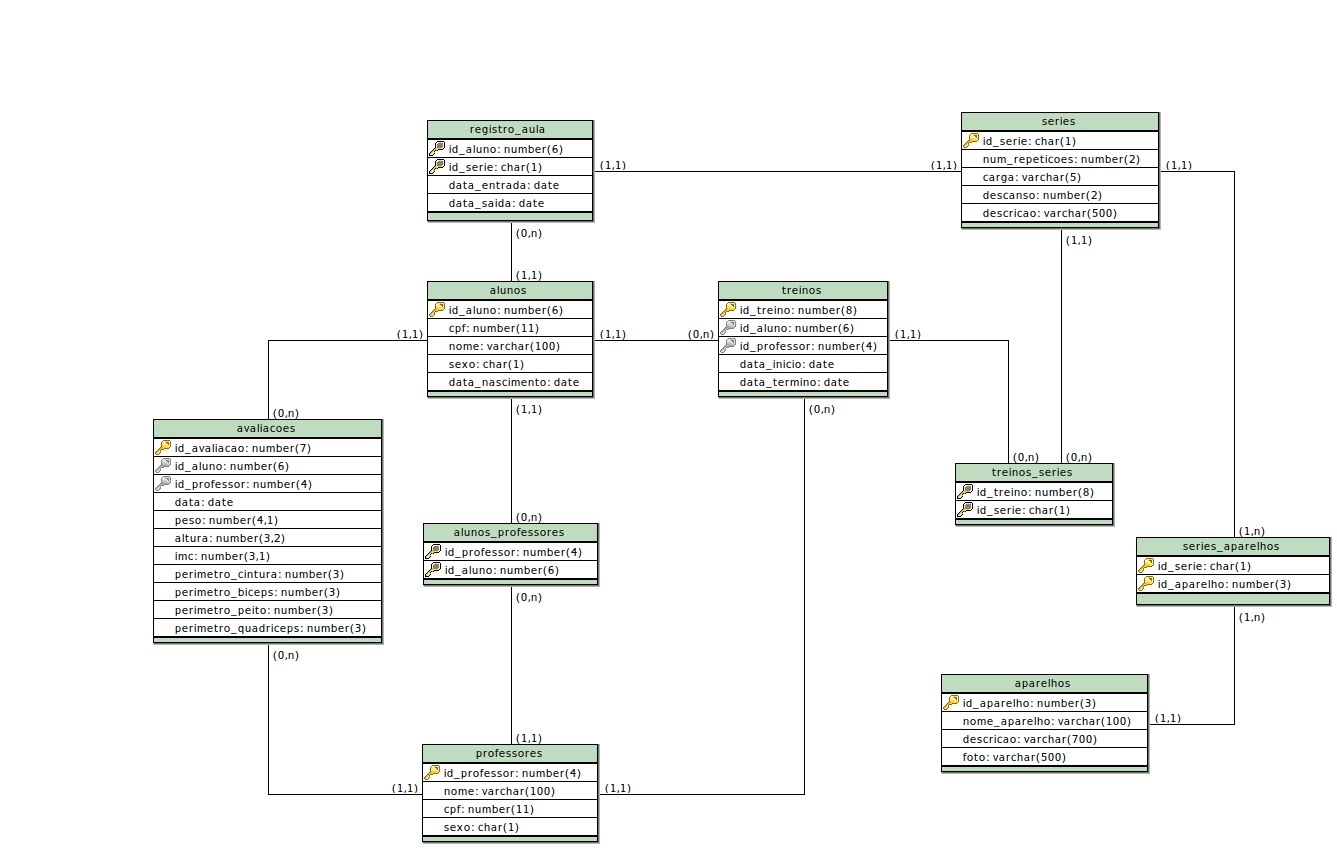 registro_aula
id_aluno: number(6)
id_serie: char(1)
data_entrada: date
data_saida: date
(1,1)
(1,1)
(0,n)
(1,1)
series
id_serie: char(1)
num_repeticoes: number(2)
carga: varchar(5)
descanso: number(2)
descricao: varchar(500)
(1,1)
(1,1)
alunos
id_aluno: number(6)
cpf: number(11)
nome: varchar(100)
sexo: char(1)
data_nascimento: date
(1,1)
(1,1)
(0,n)
(1,1)
treinos
id_treino: number(8)
id_aluno: number(6)
id_professor: number(4)
data_inicio: date
data_termino: date
(1,1)
(0,n)
(0,n)
avaliacoes
id_avaliacao: number(7)
id_aluno: number(6)
id_professor: number(4)
data: date
peso: number(4,1)
altura: number(3,2)
imc: number(3,1)
perimetro_cintura: number(3)
perimetro_biceps: number(3)
perimetro_peito: number(3)
perimetro_quadriceps: number(3)
(0,n)
(0,n)
alunos_professores
id_professor: number(4)
id_aluno: number(6)
(0,n)
(0,n)
(0,n)
treinos_series
id_treino: number(8)
id_serie: char(1)
(1,n)
series_aparelhos
id_serie: char(1)
id_aparelho: number(3)
(1,n)
aparelhos
id_aparelho: number(3)
nome_aparelho: varchar(100)
descricao: varchar(700)
foto: varchar(500)
(1,1)
(1,1)
professores
id_professor: number(4)
nome: varchar(100)
cpf: number(11)
sexo: char(1)
(1,1)
(1,1)